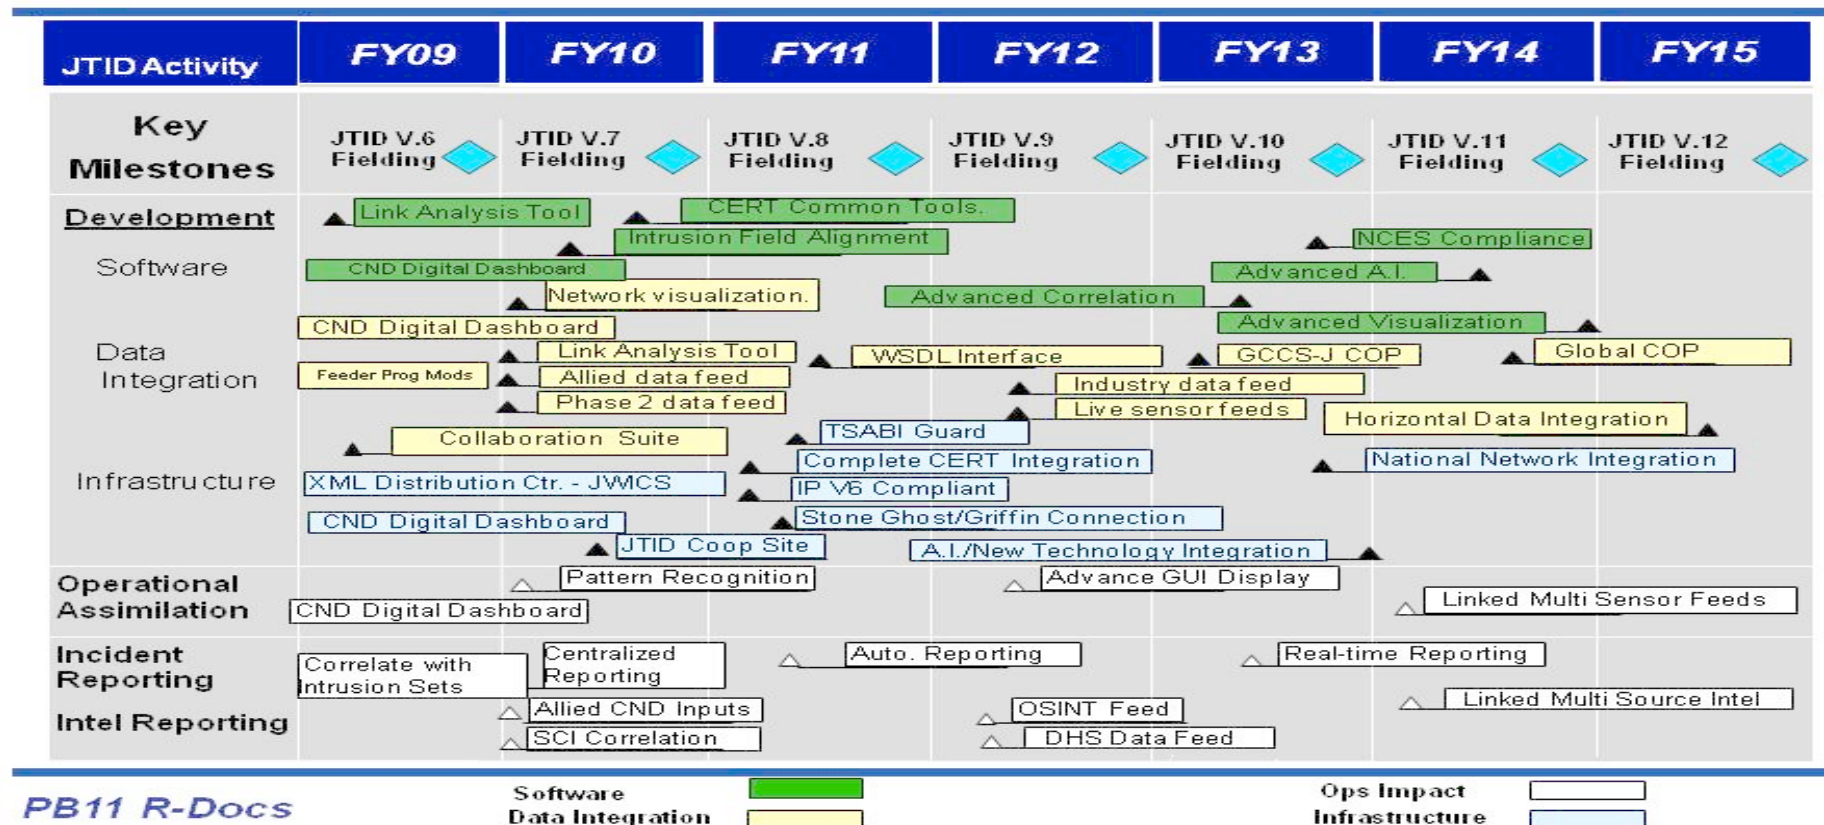 JTID Activity FY09 FY10 FY11 FY12 FY13 FY14 FY15
Key
Milestones
JTID V.6
Fielding
JTID V.7
Fielding
JTID V.8
Fielding
JTID V.9
Fielding
JTID V.10
Fielding
JTID V.11
Fielding
JTID V.12
Fielding
Development
Link Analysis Tool
CERT Common Tools.
Intrusion Field Alignment
NCES Compliance
Software
CND Digital Dashboard
Advanced A.I.
Network visualization.
Advanced Correlation
CND Digital Dashboard
Advanced Visualization
Data
Integration
Link Analysis Tool
WSDL Interface
GCCS-J COP
Global COP
Feeder Prog Mods
Allied data feed
Industry data feed
Phase 2 data feed
Live sensor feeds
Horizontal Data Integration
Collaboration Suite
TSABI Guard
Complete CERT Integration
National Network Integration
Infrastructure
XML Distribution Ctr. - JWICS
IP V6 Compliant
CND Digital Dashboard
Stone Ghost/Griffin Connection
JTID Coop Site
A.I./New Technology Integration
Operational
Assimilation
Pattern Recognition
Advance GUI Display
CND Digital Dashboard
Linked Multi Sensor Feeds
Incident
Reporting
Correlate with
Intrusion Sets
Centralized
Reporting
Auto. Reporting
Real-time Reporting
Intel Reporting
Allied CND Inputs
OSINT Feed
Linked Multi Source Intel
SCI Correlation
DHS Data Feed
PB11 R-Docs
Software
Data Integration
Ops Impact
Infrastructure